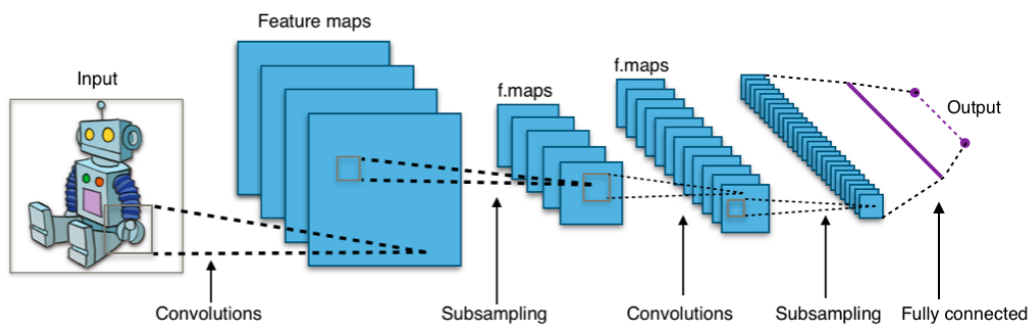 Feature maps
Input
f.maps
f.maps
Output
Convolutions
Subsampling
Convolutions
Subsampling
Fully connected